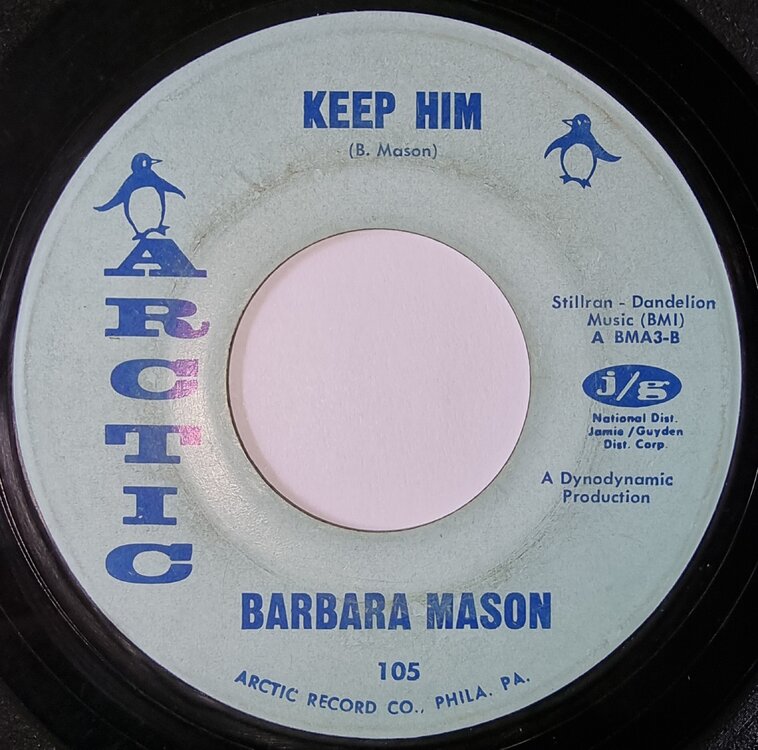 KEEP HIM
(B. Mason)
ARCTIC
Stillran - Dandelion
Music (BMI)
A BMA3-B
j/g
National Dist.
Jamie/Guyden
Dist. Corp.
A Dynodynamic
Production
BARBARA MASON
105
ARCTIC RECORD CO., PHILA. PA.